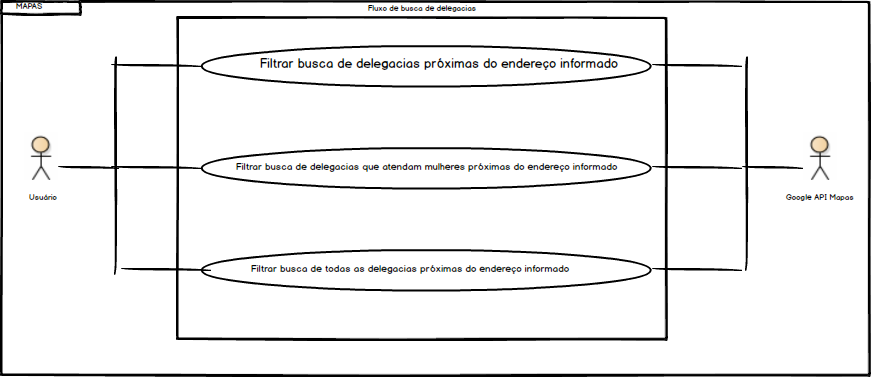 MAPAS
Fluxo de busca de delegacias
Filtrar busca de delegacias próximas do endereço informado
Filtrar busca de delegacias que atendam mulheres próximas do endereço informado
Usuário
Google API Mapas
Filtrar busca de todas as delegacias próximas do endereço informado